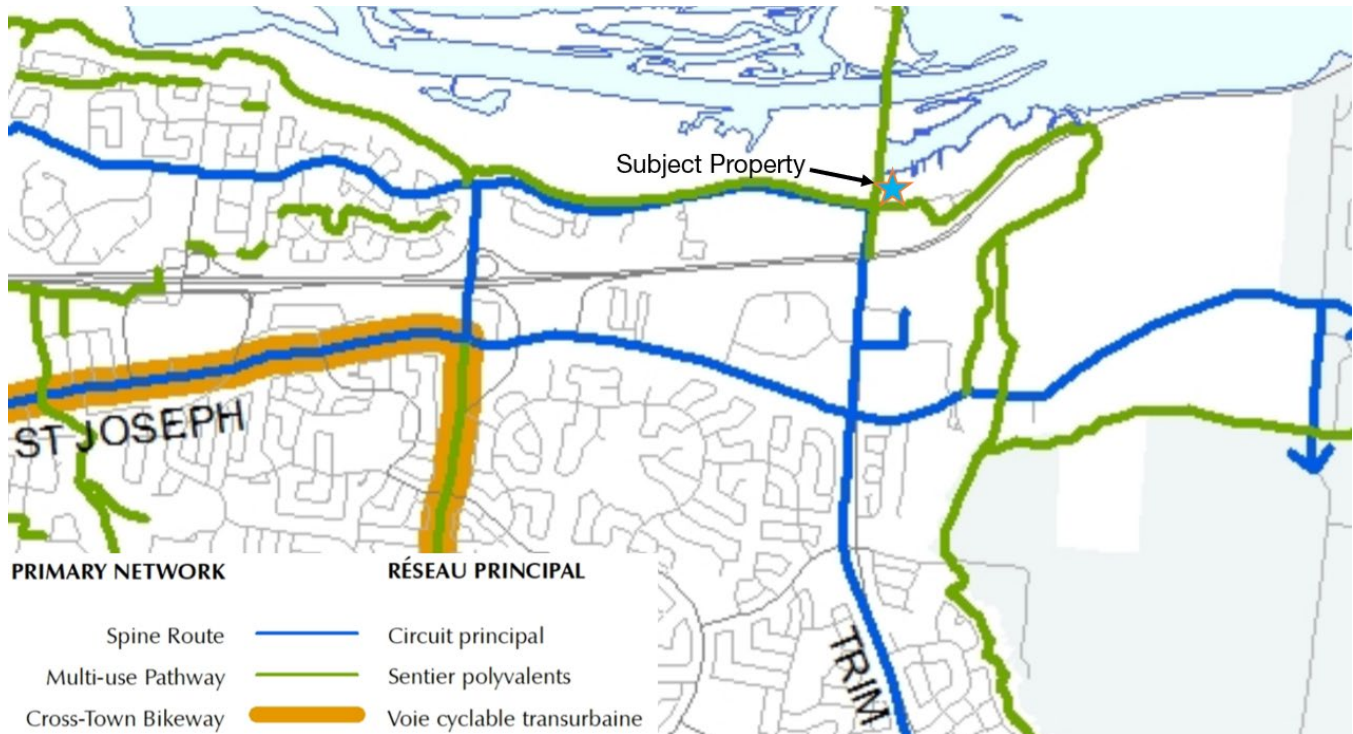 Subject Property
ST JOSEPH
TRIM
PRIMARY NETWORK RÉSEAU PRINCIPAL
Spine Route Circuit principal
Multi-use Pathway Sentier polyvalents
Cross-Town Bikeway Voie cyclable transurbaine